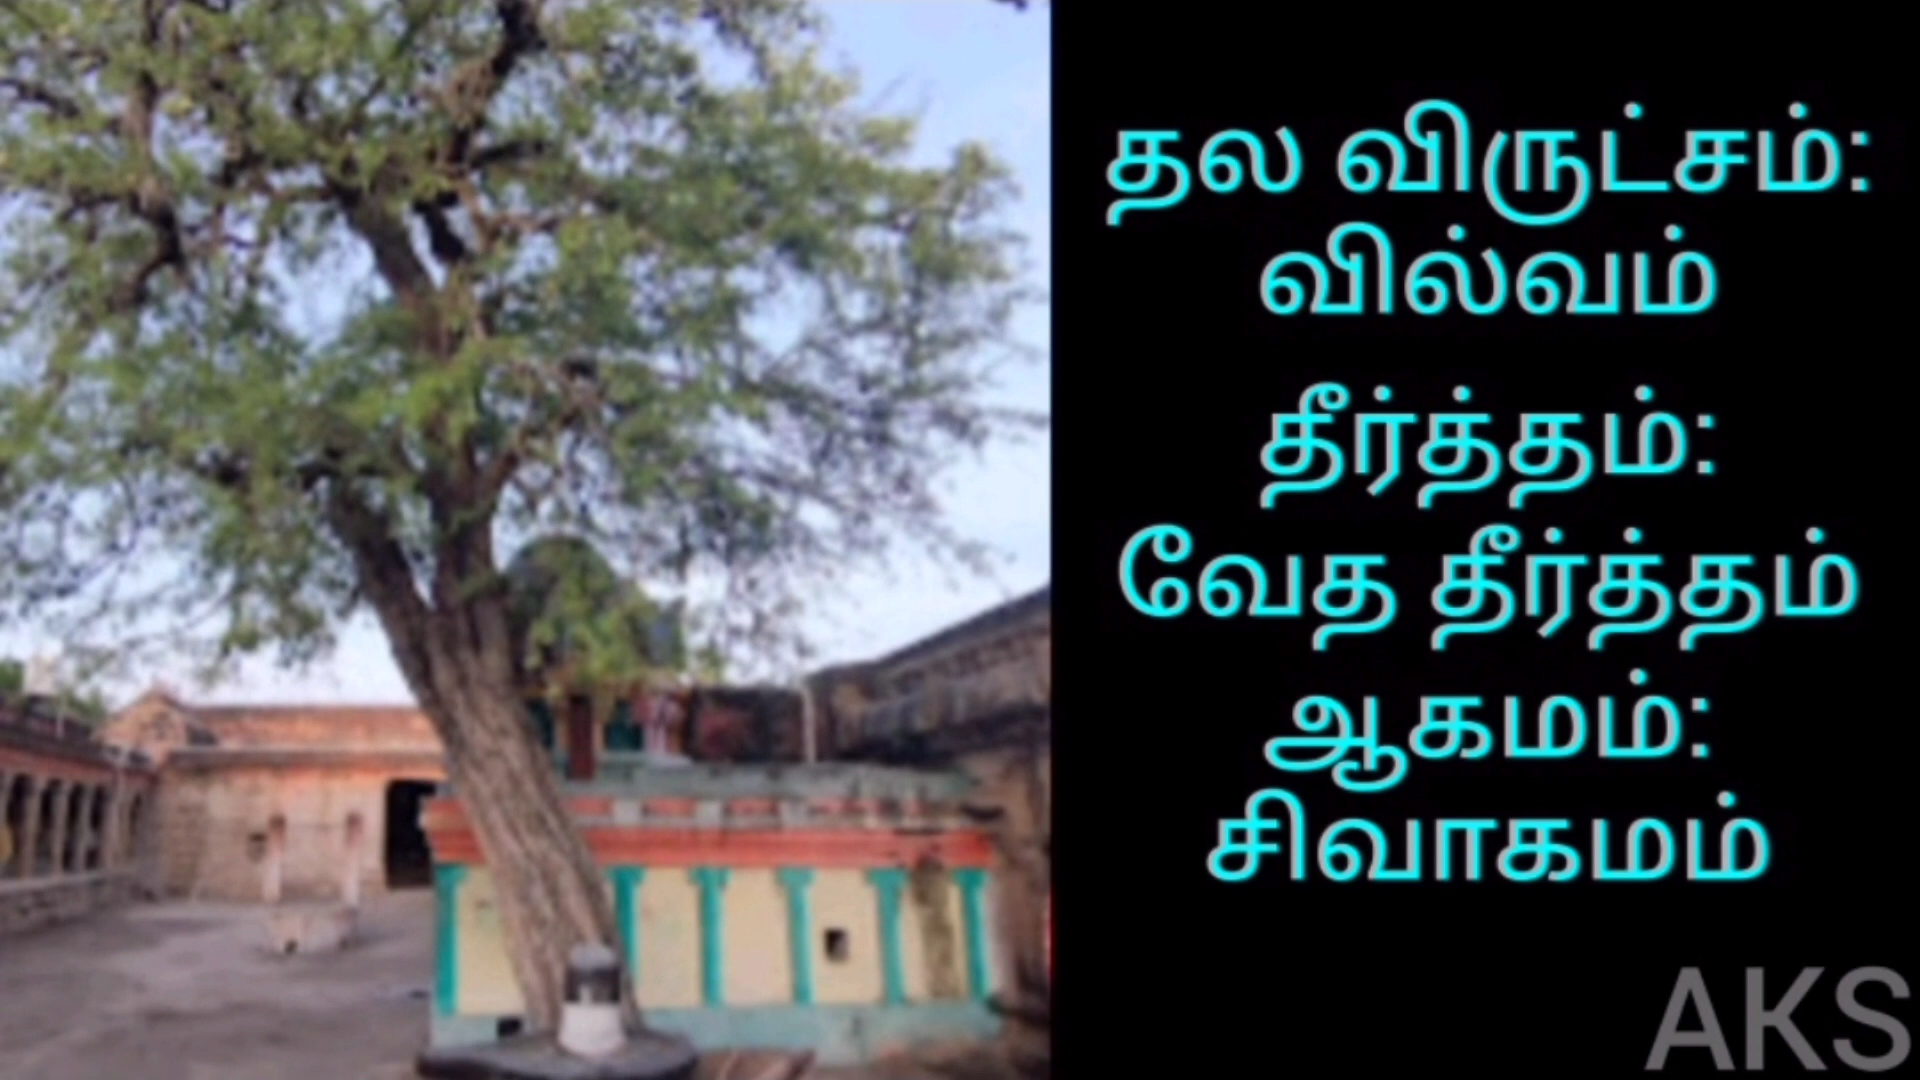 தல விருட்சம்:
வில்வம்
தீர்த்தம்:
வேத தீர்த்தம்
ஆகமம்:
சிவாகமம்
AKS